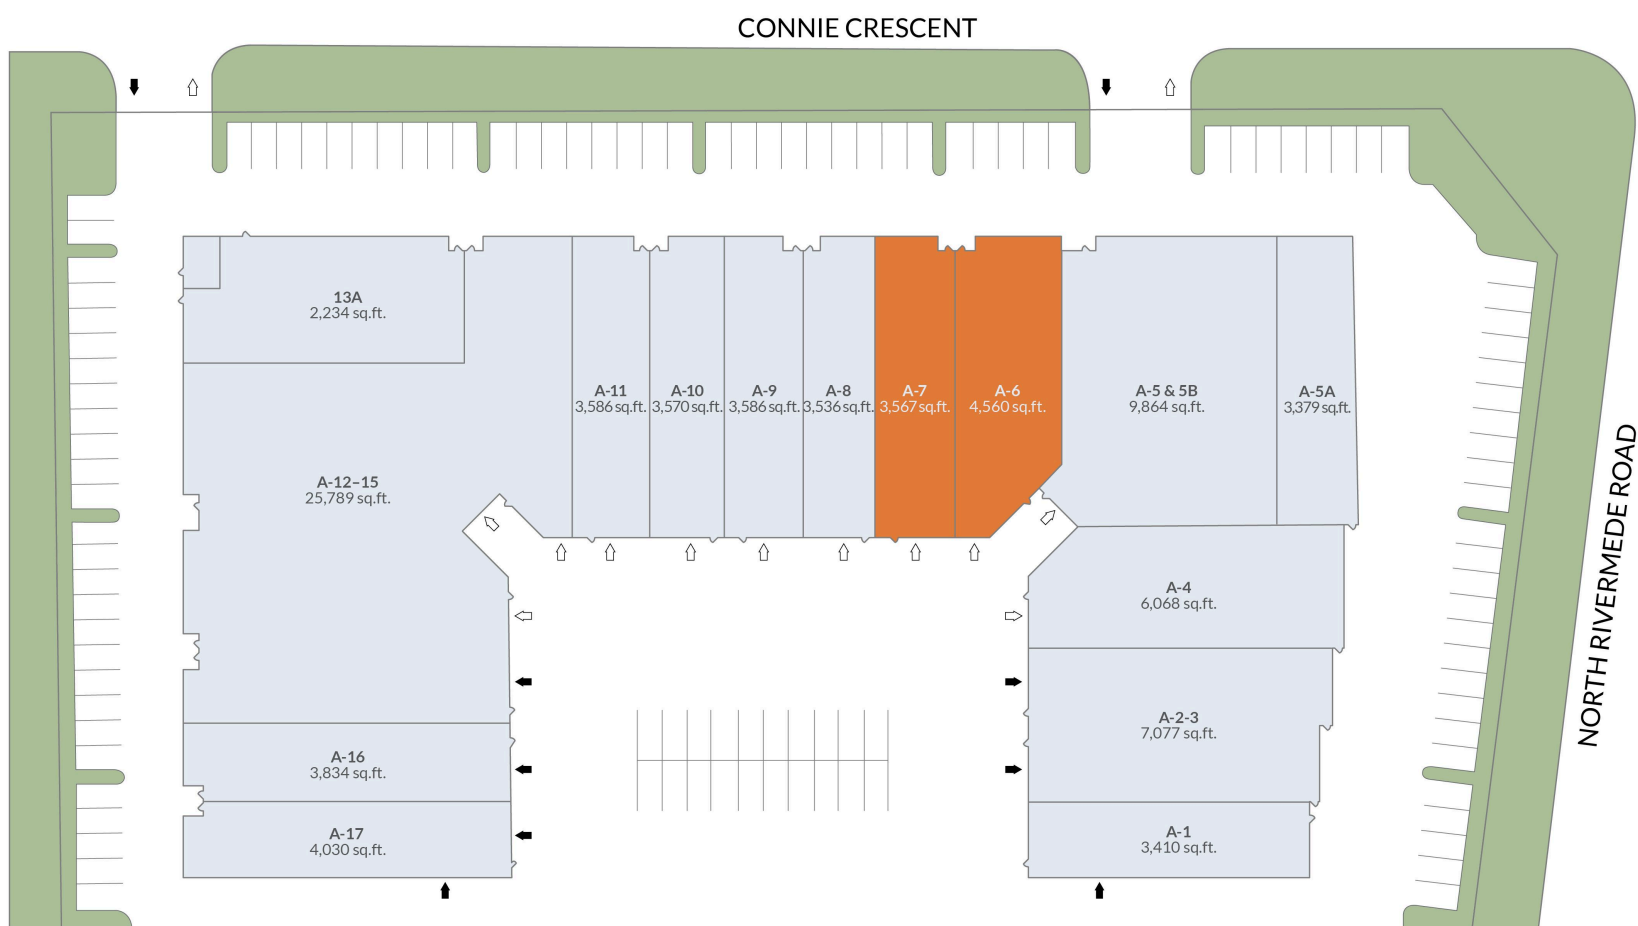 CONNIE CRESCENT
13A
2,234 sq.ft.
A-11
3,586 sq.ft.
A-10
3,570 sq.ft.
A-9
3,586 sq.ft.
A-8
3,536 sq.ft.
A-7
3,567 sq.ft.
A-6
4,560 sq.ft.
A-5 & 5B
9,864 sq.ft.
A-5A
3,379 sq.ft.
A-12–15
25,789 sq.ft.
A-4
6,068 sq.ft.
NORTH RIVERMEDE ROAD
A-2-3
7,077 sq.ft.
A-16
3,834 sq.ft.
A-17
4,030 sq.ft.
A-1
3,410 sq.ft.